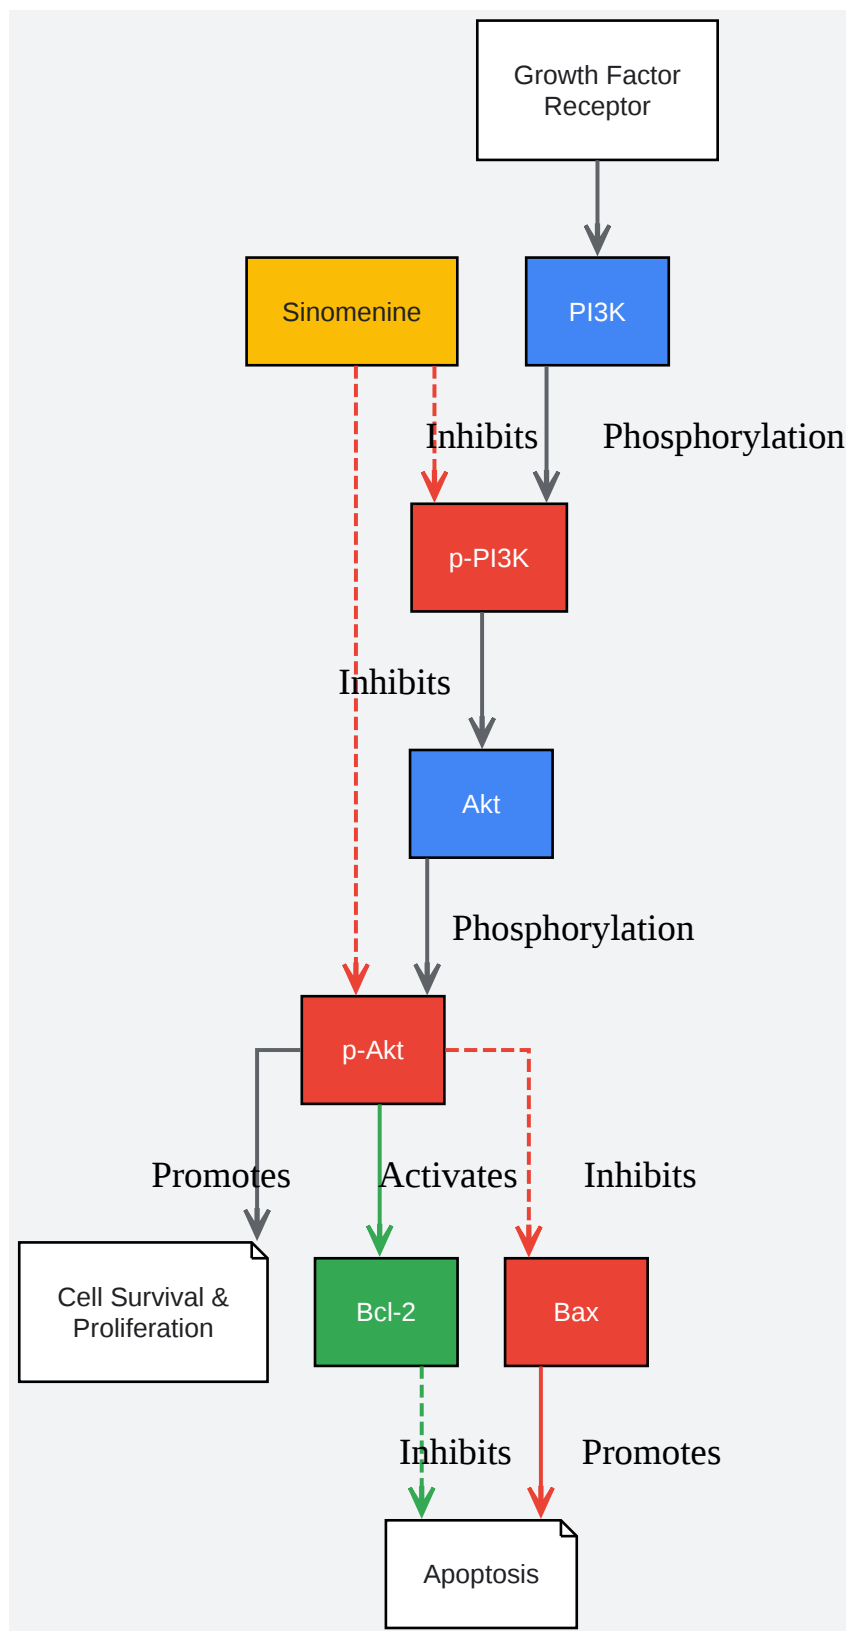 Growth Factor
Receptor
Sinomenine
PI3K
Inhibits
Phosphorylation
p-PI3K
Inhibits
Akt
Phosphorylation
p-Akt
Promotes
Activates
Inhibits
Cell Survival &
Proliferation
Bcl-2
Bax
Inhibits
Promotes
Apoptosis